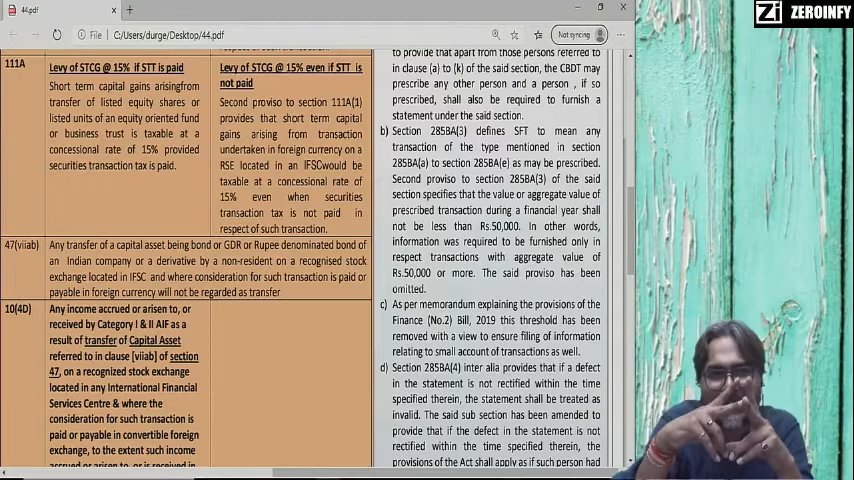 44.pdf
File
C:/Users/durge/Desktop/44.pdf
Not syncing
Zi ZEROINFY
respect of such transaction.
111A
Levy of STCG @ 15% if STT is paid
Short term capital gains arisingfrom
transfer of listed equity shares or
listed units of an equity oriented fund
or business trust is taxable at a
concessional rate of 15% provided
securities transaction tax is paid.
Levy of STCG @ 15% even if STT is
not paid
Second proviso to section 111A(1)
provides that short term capital
gains arising from transaction
undertaken in foreign currency on a
RSE located in an IFSCwould be
taxable at a concessional rate of
15% even when securities
transaction tax is not paid in
respect of such transaction.
47(viiab)
Any transfer of a capital asset being bond or GDR or Rupee denominated bond of
an Indian company or a derivative by a non-resident on a recognised stock
exchange located in IFSC and where consideration for such transaction is paid or
payable in foreign currency will not be regarded as transfer
10(4D)
Any income accrued or arisen to, or
received by Category I & II AIF as a
result of transfer of Capital Asset
referred to in clause [viiab] of section
47, on a recognized stock exchange
located in any International Financial
Services Centre & where the
consideration for such transaction is
paid or payable in convertible foreign
exchange, to the extent such income
accrued or arisen to, or is received in
to provide that apart from those persons referred to
in clause (a) to (k) of the said section, the CBDT may
prescribe any other person and a person , if so
prescribed, shall also be required to furnish a
statement under the said section.
b) Section 285BA(3) defines SFT to mean any
transaction of the type mentioned in section
285BA(a) to section 285BA(e) as may be prescribed.
Second proviso to section 285BA(3) of the said
section specifies that the value or aggregate value of
prescribed transaction during a financial year shall
not be less than Rs.50,000. In other words,
information was required to be furnished only in
respect transactions with aggregate value of
Rs.50,000 or more. The said proviso has been
omitted.
c) As per memorandum explaining the provisions of the
Finance (No.2) Bill, 2019 this threshold has been
removed with a view to ensure filing of information
relating to small account of transactions as well.
d) Section 285BA(4) inter alia provides that if a defect
in the statement is not rectified within the time
specified therein, the statement shall be treated as
invalid. The said sub section has been amended to
provide that if the defect in the statement is not
rectified within the time specified therein, the
provisions of the Act shall apply as if such person had